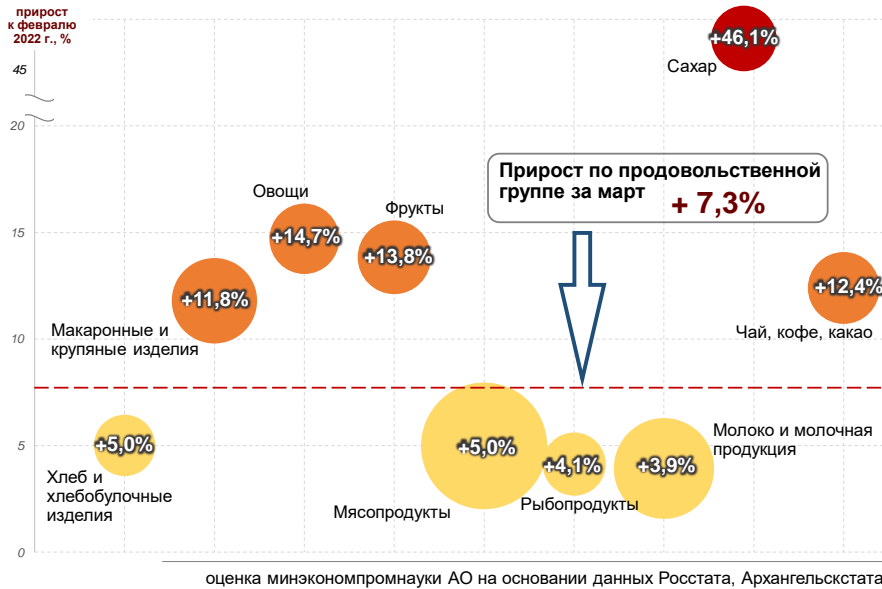 прирост
к февралю
2022 г., %
45
20
15
10
5
0
+46,1%
Сахар
Прирост по продовольственной
группе за март + 7,3%
Овощи
+14,7%
Фрукты
+13,8%
+11,8%
Макаронные и
крупяные изделия
+12,4%
Чай, кофе, какао
+5,0%
Хлеб и
хлебобулочные
изделия
+5,0%
Мясопродукты
+4,1%
Рыбопродукты
+3,9%
Молоко и молочная
продукция
оценка минэкономпромнауки АО на основании данных Росстата, Архангельскстата